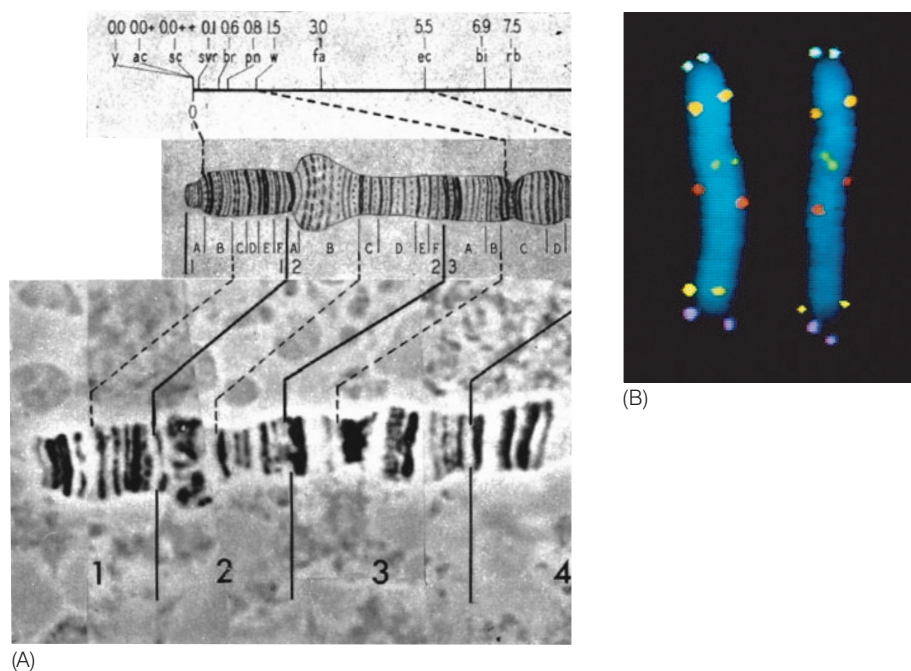 0.0 0.0+ 0.0++ 0.1 0.6 0.8 1.5 3.0 5.5 6.9 7.5
y ac sc svr br pn w fa ec bi rb
0
A B C D E F A B C D E F A B C D
1 2 2 3
1 2 3 4
(A)
(B)